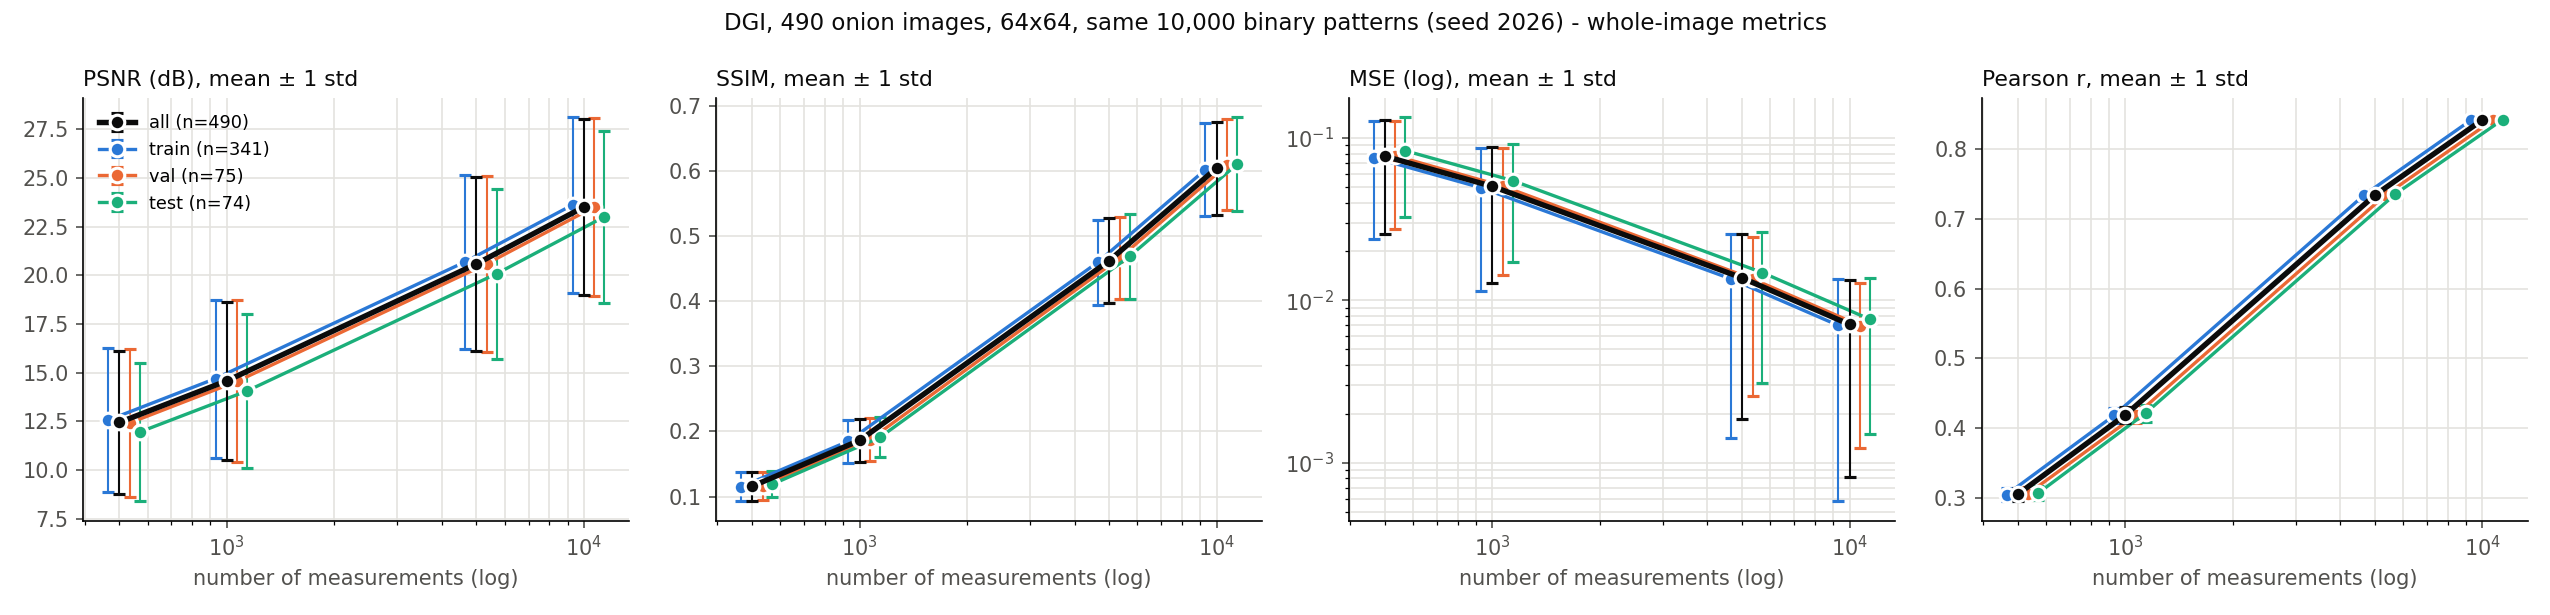 DGI, 490 onion images, 64x64, same 10,000 binary patterns (seed 2026) - whole-image metrics
PSNR (dB), mean ± 1 std
all (n=490)
train (n=341)
val (n=75)
test (n=74)
27.5
25.0
22.5
20.0
17.5
15.0
12.5
10.0
7.5
10³
10⁴
number of measurements (log)
SSIM, mean ± 1 std
0.7
0.6
0.5
0.4
0.3
0.2
0.1
10³
10⁴
number of measurements (log)
MSE (log), mean ± 1 std
10⁻¹
10⁻²
10⁻³
10³
10⁴
number of measurements (log)
Pearson r, mean ± 1 std
0.8
0.7
0.6
0.5
0.4
0.3
10³
10⁴
number of measurements (log)